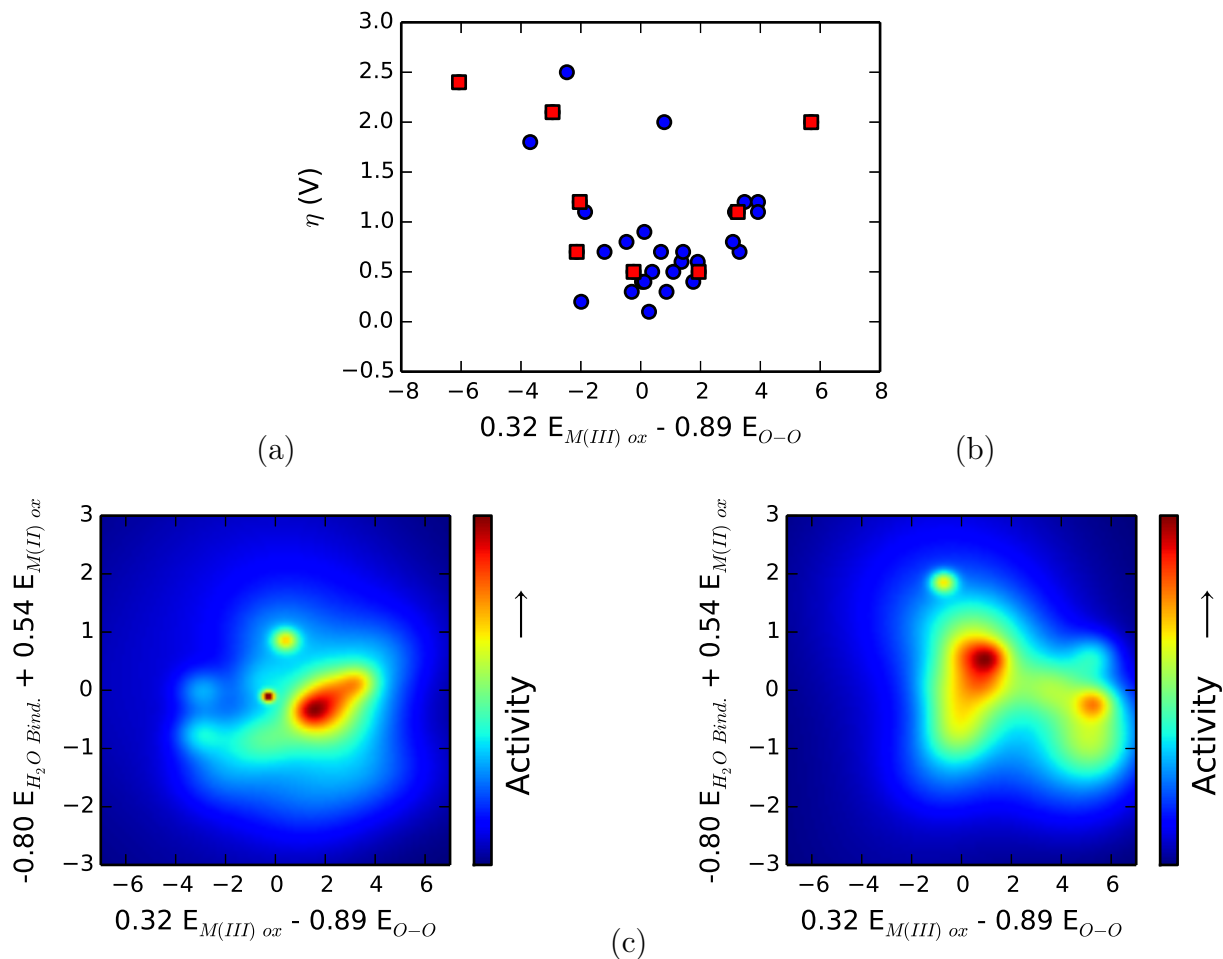 3.0
2.5
2.0
1.5
1.0
0.5
0.0
−0.5
η (V)
−8 −6 −4 −2 0 2 4 6 8
0.32 E_{M(III) ox} - 0.89 E_{O−O}
(a) (b)
3
2
1
0
−1
−2
−3
-0.80 E_{H_2O Bind.} + 0.54 E_{M(II) ox}
−6 −4 −2 0 2 4 6
0.32 E_{M(III) ox} - 0.89 E_{O−O}
Activity →
3
2
1
0
−1
−2
−3
-0.80 E_{H_2O Bind.} + 0.54 E_{M(II) ox}
−6 −4 −2 0 2 4 6
0.32 E_{M(III) ox} - 0.89 E_{O−O}
Activity →
(c)